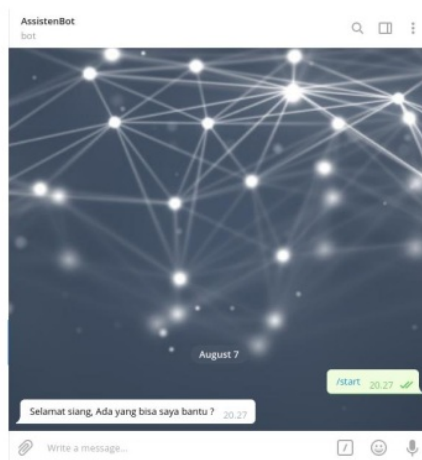 AssistenBot
bot
August 7
/start 20.27
Selamat siang, Ada yang bisa saya bantu ? 20.27
Write a message...